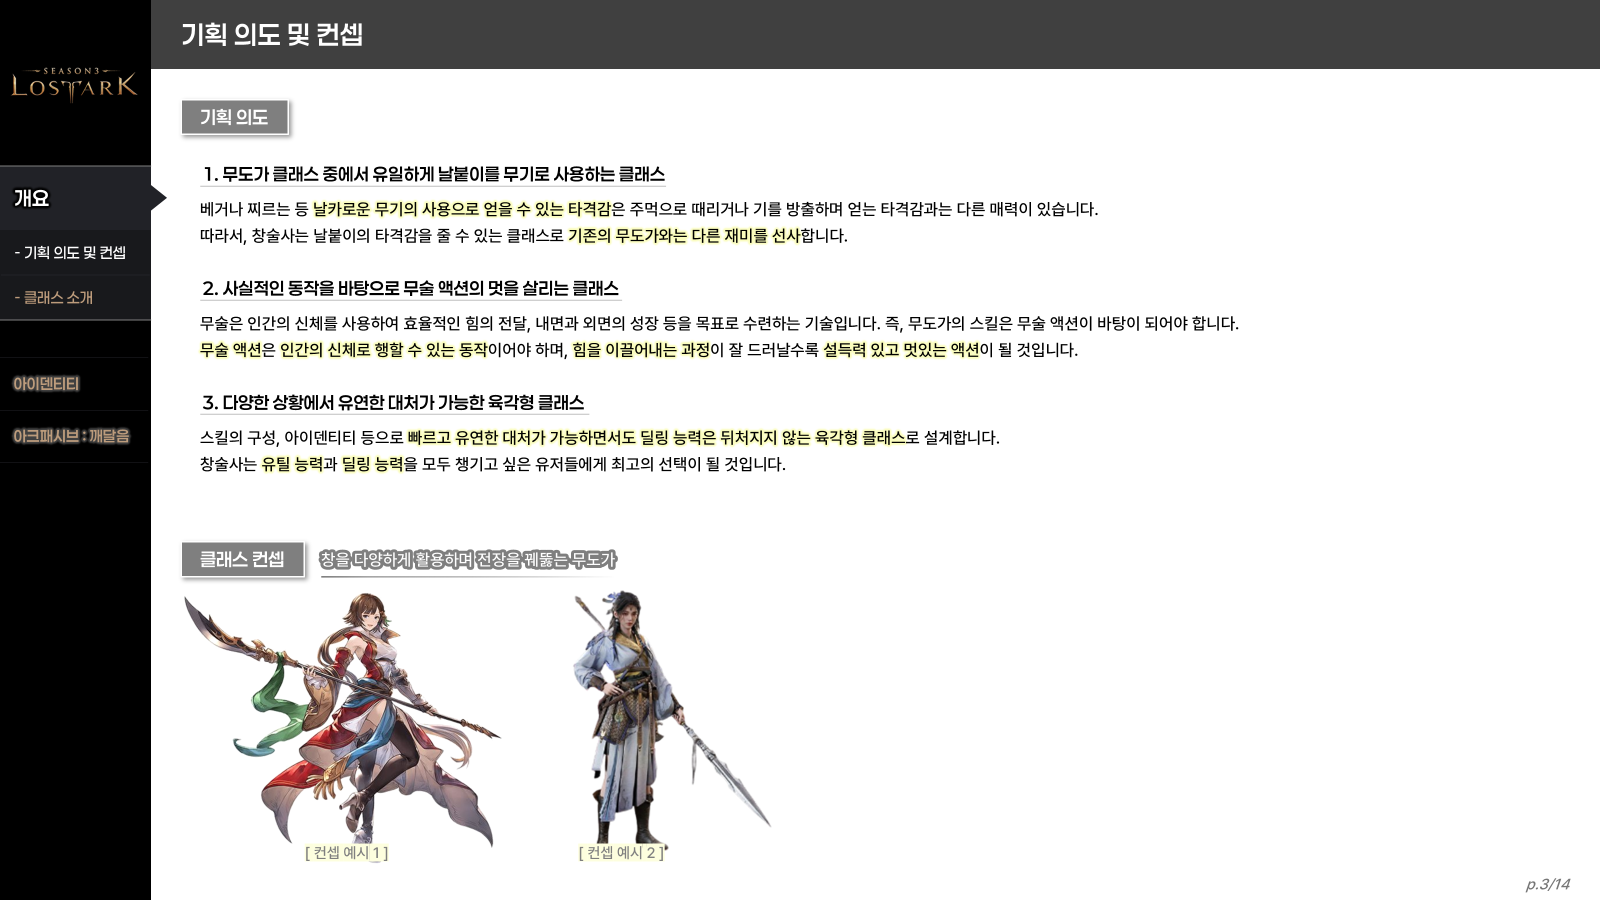 기획 의도 및 컨셉
SEASON3
LOSTARK
개요
- 기획 의도 및 컨셉
- 클래스 소개
아이덴티티
아크패시브 : 깨달음
기획 의도
1. 무도가 클래스 중에서 유일하게 날붙이를 무기로 사용하는 클래스
베거나 찌르는 등 날카로운 무기의 사용으로 얻을 수 있는 타격감은 주먹으로 때리거나 기를 방출하며 얻는 타격감과는 다른 매력이 있습니다.
따라서, 창술사는 날붙이의 타격감을 줄 수 있는 클래스로 기존의 무도가와는 다른 재미를 선사합니다.
2. 사실적인 동작을 바탕으로 무술 액션의 멋을 살리는 클래스
무술은 인간의 신체를 사용하여 효율적인 힘의 전달, 내면과 외면의 성장 등을 목표로 수련하는 기술입니다. 즉, 무도가의 스킬은 무술 액션이 바탕이 되어야 합니다.
무술 액션은 인간의 신체로 행할 수 있는 동작이어야 하며, 힘을 이끌어내는 과정이 잘 드러날수록 설득력 있고 멋있는 액션이 될 것입니다.
3. 다양한 상황에서 유연한 대처가 가능한 육각형 클래스
스킬의 구성, 아이덴티티 등으로 빠르고 유연한 대처가 가능하면서도 딜링 능력은 뒤처지지 않는 육각형 클래스로 설계합니다.
창술사는 유틸 능력과 딜링 능력을 모두 챙기고 싶은 유저들에게 최고의 선택이 될 것입니다.
클래스 컨셉
창을 다양하게 활용하며 전장을 꿰뚫는 무도가
[ 컨셉 예시 1 ]
[ 컨셉 예시 2 ]
p.3/14